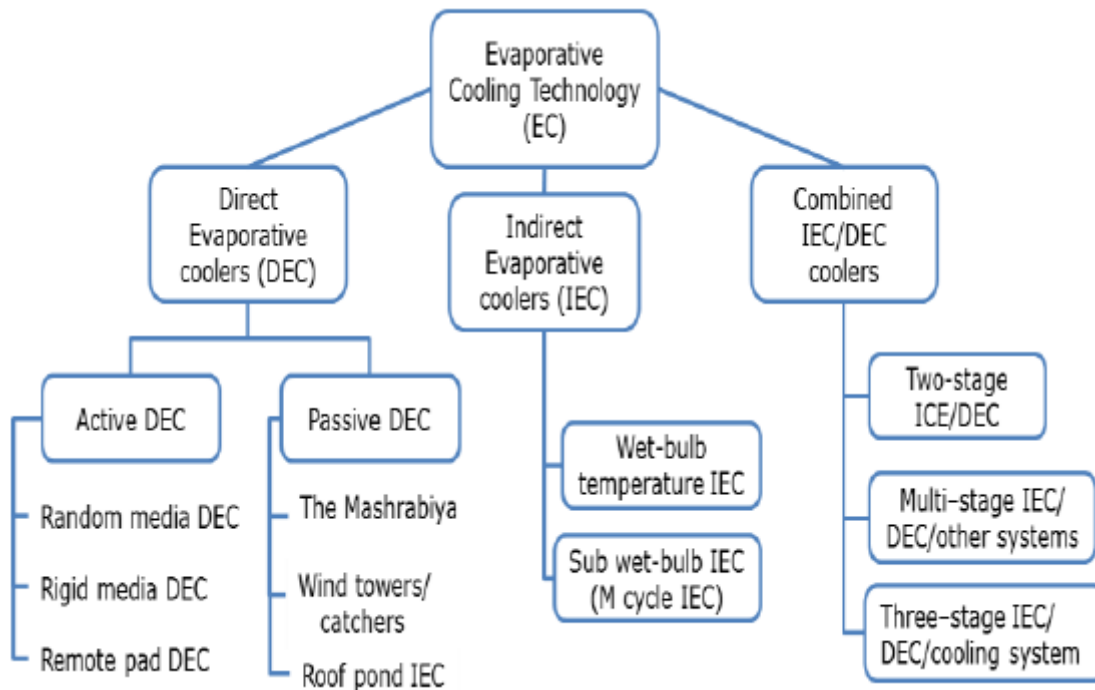 Evaporative
Cooling Technology
(EC)
Direct
Evaporative
coolers (DEC)
Indirect
Evaporative
coolers (IEC)
Combined
IEC/DEC
coolers
Active DEC
Random media DEC
Rigid media DEC
Remote pad DEC
Passive DEC
The Mashrabiya
Wind towers/
catchers
Roof pond IEC
Wet-bulb
temperature IEC
Sub wet-bulb IEC
(M cycle IEC)
Two-stage
ICE/DEC
Multi-stage IEC/
DEC/other systems
Three-stage IEC/
DEC/cooling system